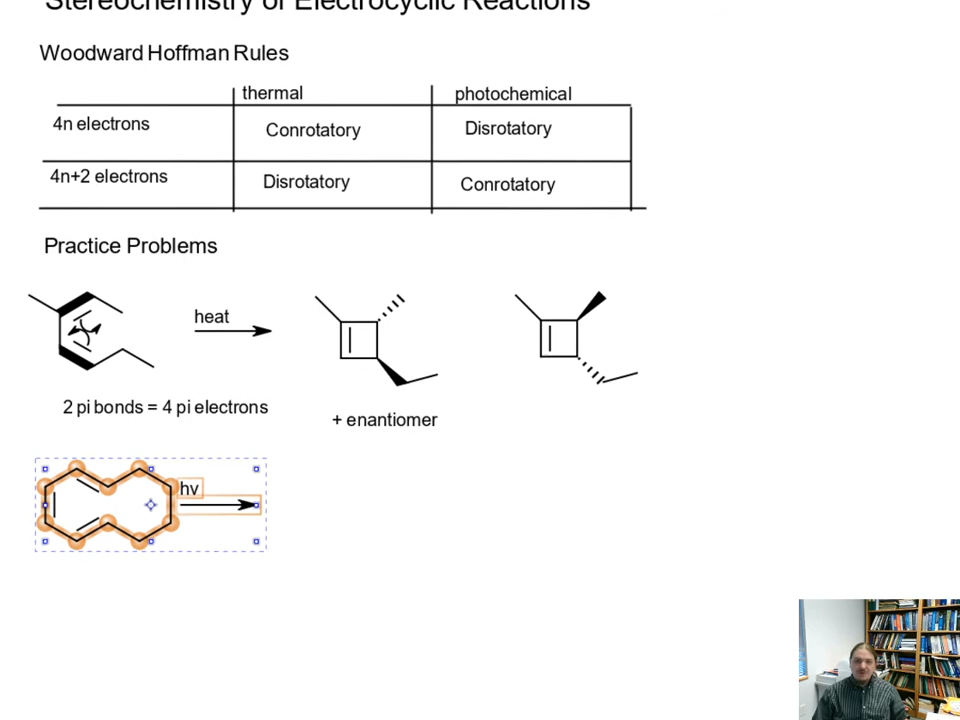 Stereochemistry of Electrocyclic Reactions
Woodward Hoffman Rules
thermal photochemical
4n electrons Conrotatory Disrotatory
4n+2 electrons Disrotatory Conrotatory
Practice Problems
heat
2 pi bonds = 4 pi electrons
+ enantiomer
hv